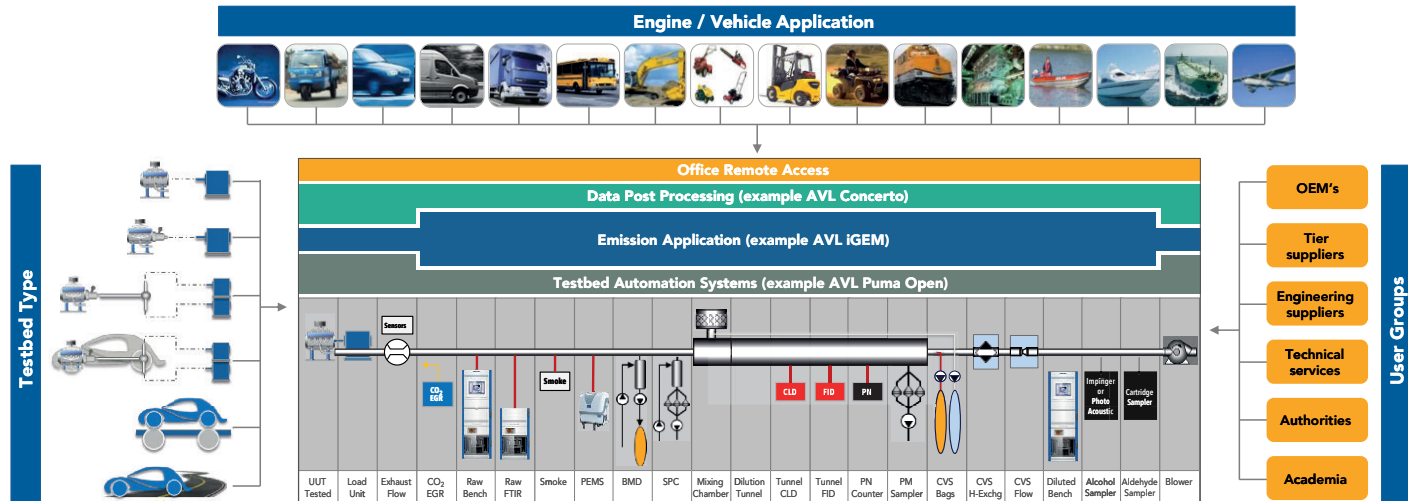 Engine / Vehicle Application
Testbed Type
Office Remote Access
Data Post Processing (example AVL Concerto)
Emission Application (example AVL iGEM)
Testbed Automation Systems (example AVL Puma Open)
Sensors
CO2
EGR
Smoke
CLD
FID
PN
Impinger
or
Photo
Acoustic
Cartridge
Sampler
UUT
Tested
Load
Unit
Exhaust
Flow
CO2
EGR
Raw
Bench
Raw
FTIR
Smoke
PEMS
BMD
SPC
Mixing
Chamber
Dilution
Tunnel
Tunnel
CLD
Tunnel
FID
PN
Counter
PM
Sampler
CVS
Bags
CVS
H-Exchg
CVS
Flow
Diluted
Bench
Alcohol
Sampler
Aldehyde
Sampler
Blower
OEM's
Tier
suppliers
Engineering
suppliers
Technical
services
Authorities
Academia
User Groups